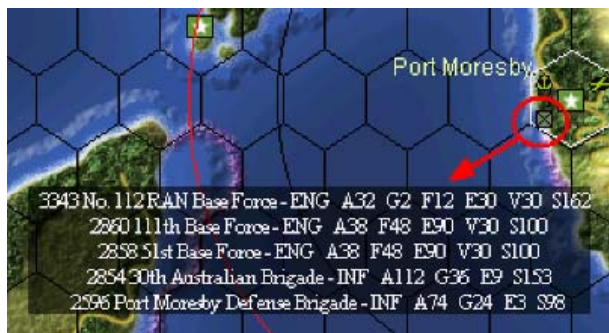 Port Moresby
3343 No. 112 RAN Base Force - ENG A32 G2 F12 E30 V30 S162
2860 111th Base Force - ENG A38 F48 E90 V30 S100
2858 51st Base Force - ENG A38 F48 E90 V30 S100
2854 30th Australian Brigade - INF A112 G36 E9 S153
2596 Port Moresby Defense Brigade - INF A74 G24 E3 S98